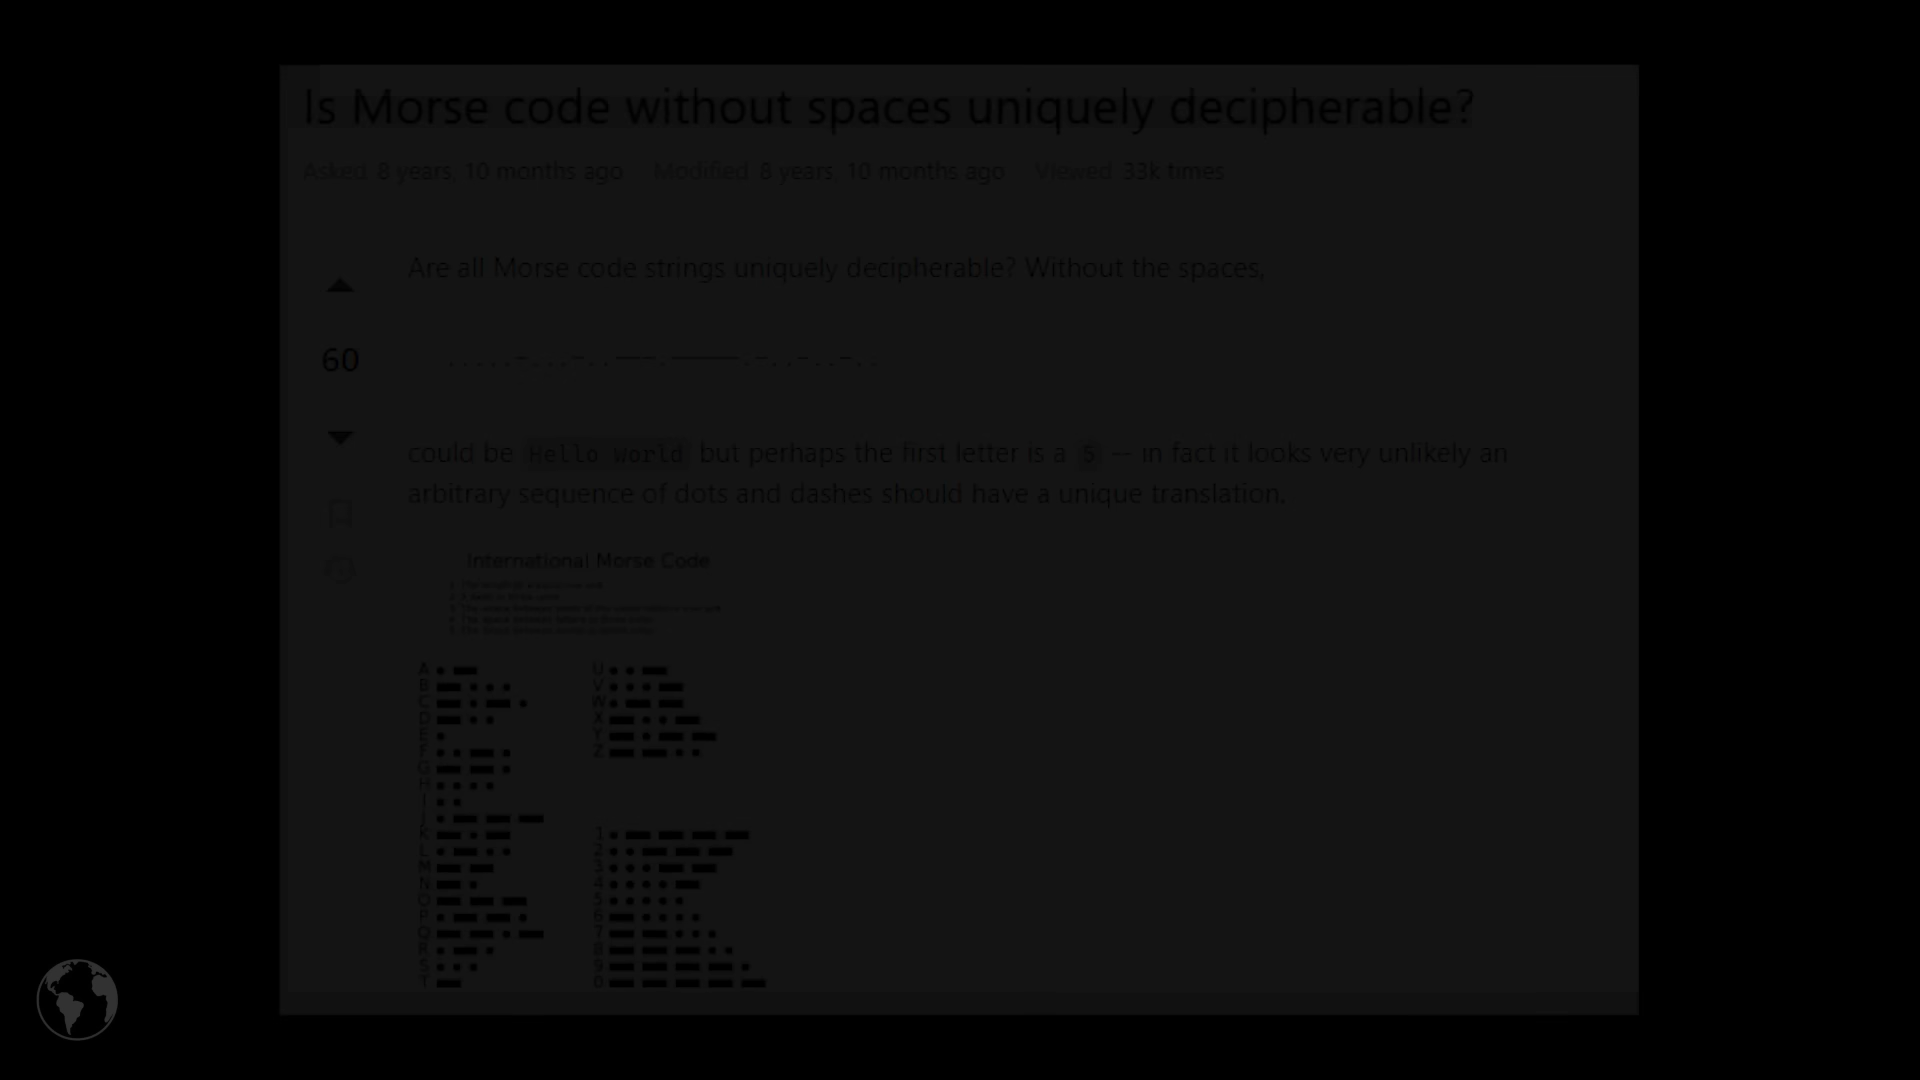 Is Morse code without spaces uniquely decipherable?
Asked 8 years, 10 months ago Modified 8 years, 10 months ago Viewed 33k times
Are all Morse code strings uniquely decipherable? Without the spaces,
60
could be Hello World but perhaps the first letter is a 5 -- in fact it looks very unlikely an
arbitrary sequence of dots and dashes should have a unique translation.
International Morse Code
A
B
C
D
E
F
G
H
I
J
K
L
M
N
O
P
Q
R
S
T
U
V
W
X
Y
Z
1
2
3
4
5
6
7
8
9
0